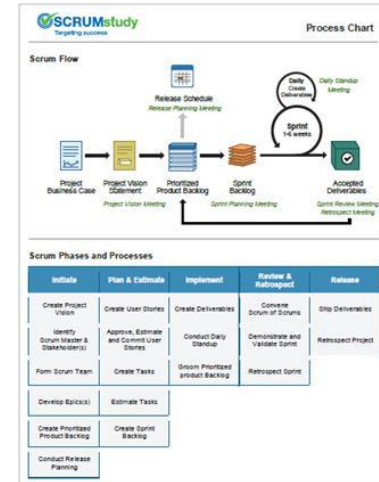 SCRUMstudy
Targeting success
Process Chart
Scrum Flow
Release Schedule
Release Planning Meeting
Daily
Create
Deliverables
Daily Standup
Meeting
Sprint
1-6 weeks
Project
Business Case
Project Vision
Statement
Prioritized
Product Backlog
Sprint
Backlog
Accepted
Deliverables
Project Vision Meeting
Sprint Planning Meeting
Sprint Review Meeting
Retrospect Meeting
Scrum Phases and Processes
Initiate
Plan & Estimate
Implement
Review &
Retrospect
Release
Create Project
Vision
Create User Stories
Create Deliverables
Convene
Scrum of Scrums
Ship Deliverables
Identify
Scrum Master &
Stakeholder(s)
Approve, Estimate
and Commit User
Stories
Conduct Daily
Standup
Demonstrate and
Validate Sprint
Retrospect Project
Form Scrum Team
Create Tasks
Groom Prioritized
product Backlog
Retrospect Sprint
Develop Epics(s)
Estimate Tasks
Create Prioritized
Product Backlog
Create Sprint
Backlog
Conduct Release
Planning